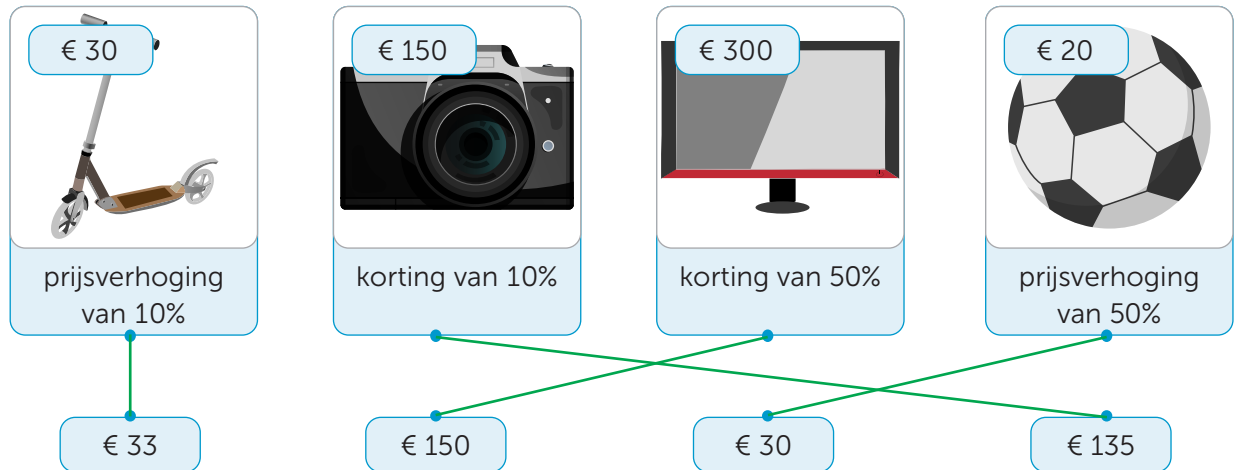 € 30
€ 150
€ 300
€ 20
prijsverhoging
van 10%
korting van 10%
korting van 50%
prijsverhoging
van 50%
€ 33
€ 150
€ 30
€ 135